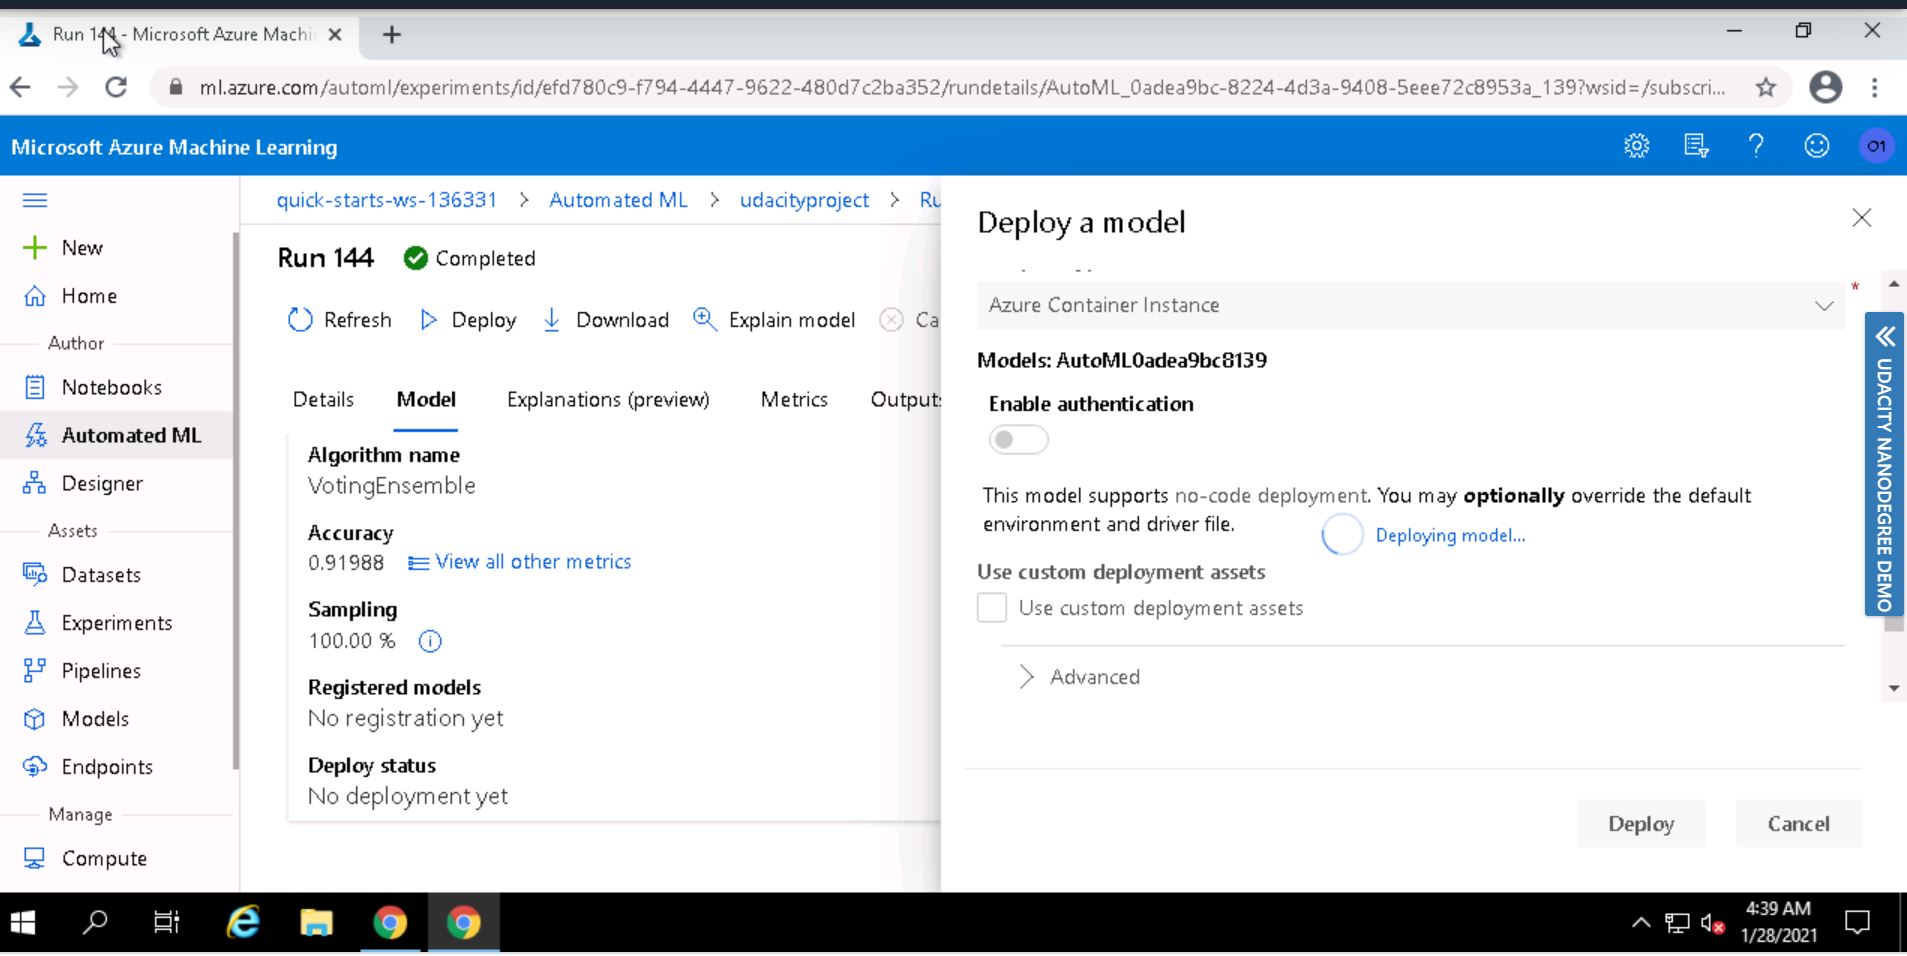 Run 144 - Microsoft Azure Machi
ml.azure.com/automl/experiments/id/efd780c9-f794-4447-9622-480d7c2ba352/rundetails/AutoML_0adea9bc-8224-4d3a-9408-5eee72c8953a_139?wsid=/subscri...
Microsoft Azure Machine Learning
O1
New
Home
Author
Notebooks
Automated ML
Designer
Assets
Datasets
Experiments
Pipelines
Models
Endpoints
Manage
Compute
quick-starts-ws-136331 > Automated ML > udacityproject > Ru
Run 144 Completed
Refresh Deploy Download Explain model Ca
Details Model Explanations (preview) Metrics Outputs
Algorithm name
VotingEnsemble
Accuracy
0.91988 View all other metrics
Sampling
100.00 %
Registered models
No registration yet
Deploy status
No deployment yet
Deploy a model
Azure Container Instance
*
Models: AutoML0adea9bc8139
Enable authentication
This model supports no-code deployment. You may optionally override the default
environment and driver file.
Deploying model...
Use custom deployment assets
Use custom deployment assets
Advanced
Deploy Cancel
UDACITY NANODEGREE DEMO
4:39 AM
1/28/2021